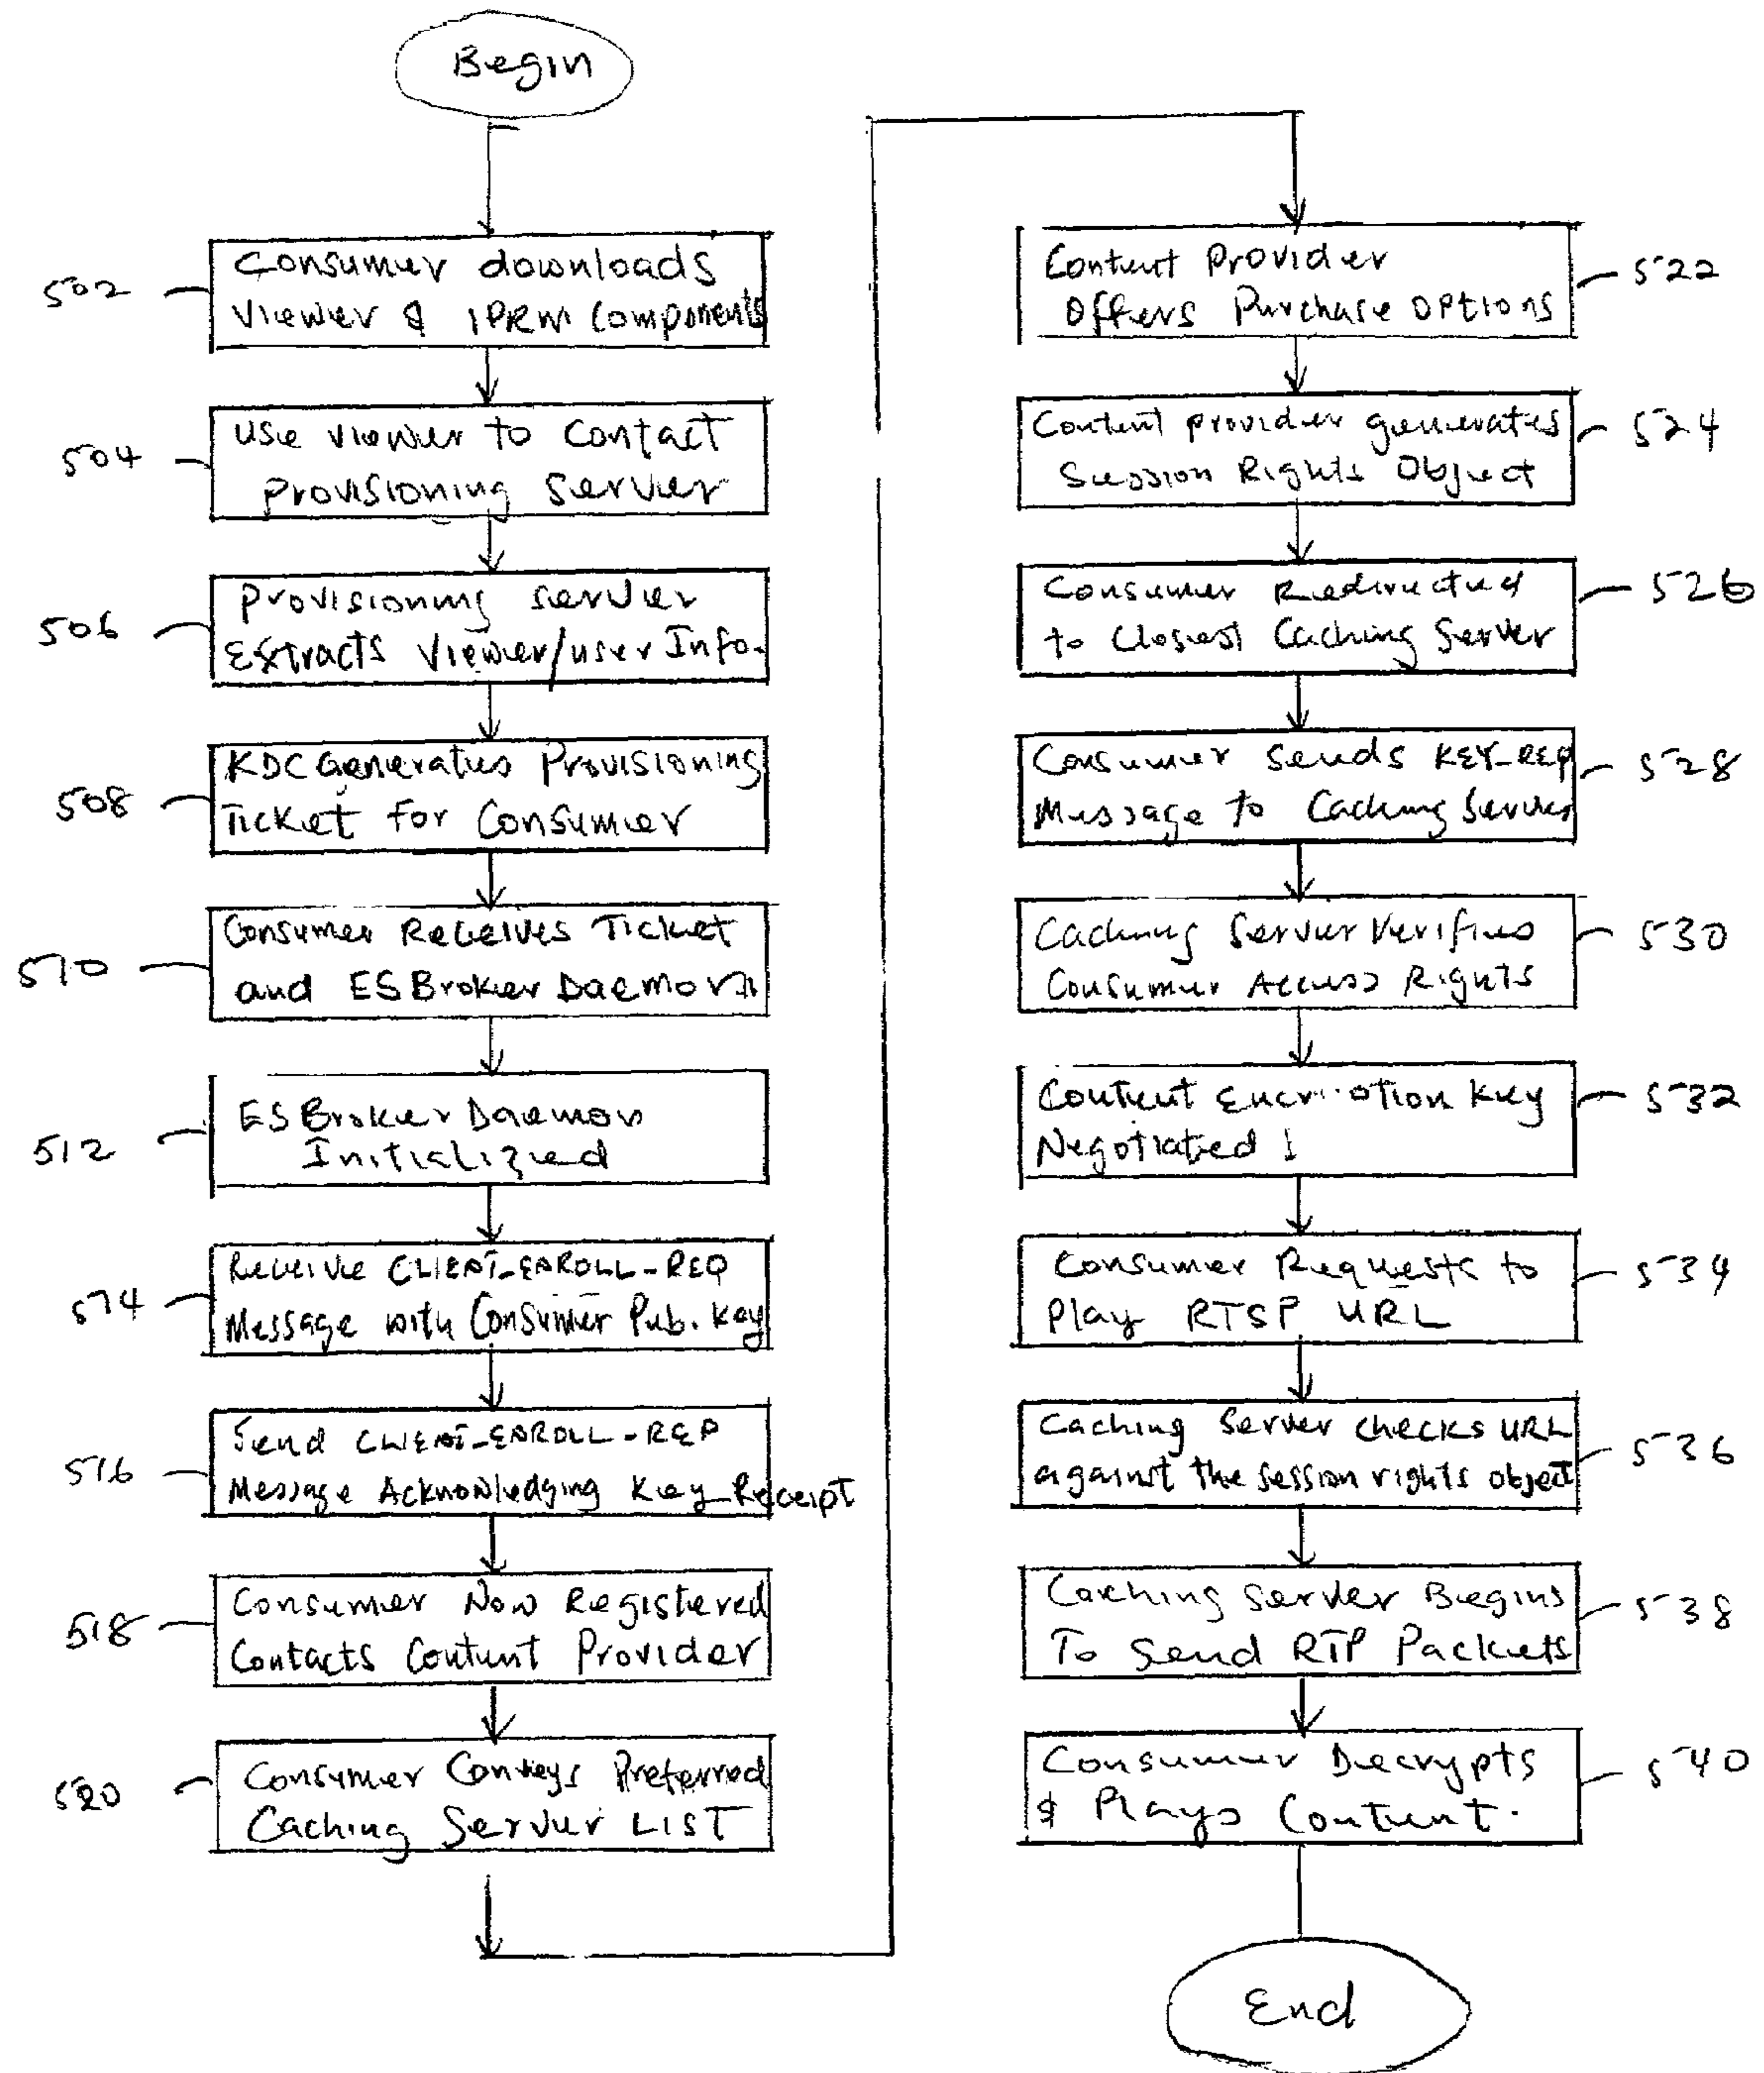 Begin
502
Consumer downloads
Viewer & IPRM Components
504
Use viewer to Contact
provisioning server
506
Provisioning server
Extracts Viewer/user Info.
508
KDC Generates Provisioning
Ticket For Consumer
510
Consumer Receives Ticket
and ESBroker Daemon
512
ESBroker Daemon
Initialized
514
Receive CLIENT_ENROLL_REQ
Message with Consumer Pub. Key
516
Send CLIENT_ENROLL_REP
Message Acknowledging Key Receipt
518
Consumer Now Registered
Contacts Content Provider
520
Consumer Conveys Preferred
Caching Server LIST
Content Provider
Offers Purchase Options
522
Content provider generates
Session Rights Object
524
Consumer Redirected
to Closest Caching Server
526
Consumer Sends KEY_REQ
Message to Caching Server
528
Caching Server Verifies
Consumer Access Rights
530
Content Encryption Key
Negotiated
532
Consumer Requests to
Play RTSP URL
534
Caching Server checks URL
against the session rights object
536
Caching Server Begins
To Send RTP Packets
538
Consumer Decrypts
& Plays Content.
540
End